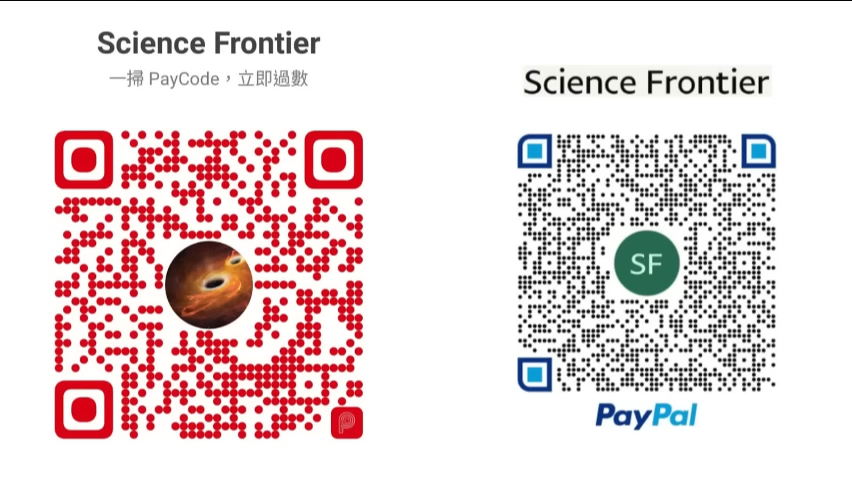 Science Frontier
一掃 PayCode，立即過數
Science Frontier
SF
PayPal